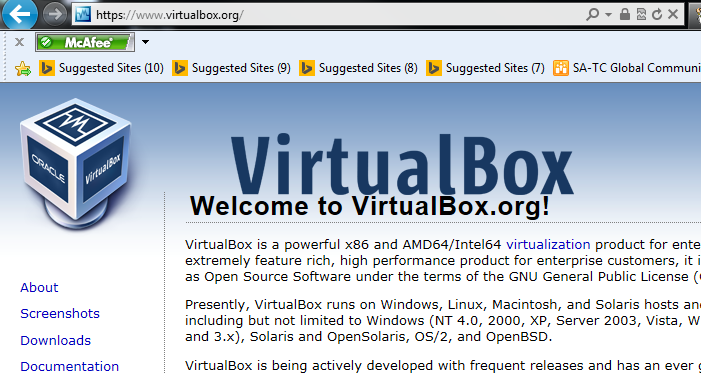 https://www.virtualbox.org/
x McAfee
Suggested Sites (10) Suggested Sites (9) Suggested Sites (8) Suggested Sites (7) SA-TC Global Communi
ORACLE VirtualBox
VirtualBox
Welcome to VirtualBox.org!
VirtualBox is a powerful x86 and AMD64/Intel64 virtualization product for ente
extremely feature rich, high performance product for enterprise customers, it i
as Open Source Software under the terms of the GNU General Public License (
About
Screenshots
Downloads
Documentation
Presently, VirtualBox runs on Windows, Linux, Macintosh, and Solaris hosts an
including but not limited to Windows (NT 4.0, 2000, XP, Server 2003, Vista, W
and 3.x), Solaris and OpenSolaris, OS/2, and OpenBSD.
VirtualBox is being actively developed with frequent releases and has an ever g